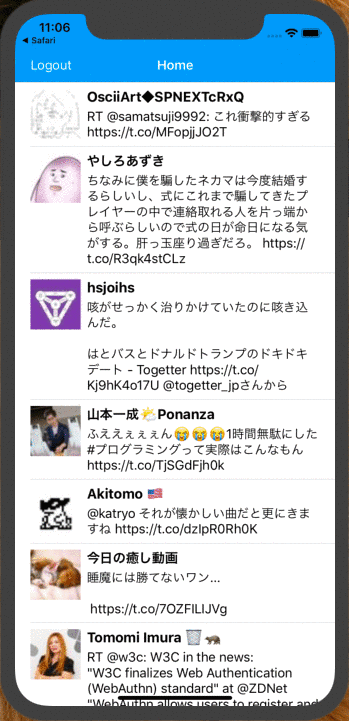 11:06
Safari
Logout
Home
OsciiArt◆SPNEXTcRxQ
RT @samatsuji9992: これ衝撃的すぎる
https://t.co/MFopjjJO2T
やしろあずき
ちなみに僕を騙したネカマは今度結婚す
るらしいし、式にこれまで騙してきたプ
レイヤーの中で連絡取れる人を片っ端か
ら呼ぶらしいので式の日が命日になる気
がする。肝っ玉座り過ぎだろ。 https://
t.co/R3qk4stCLz
hsjoihs
咳がせっかく治りかけていたのに咳き込
んだ。
はとバスとドナルドトランプのドキドキ
デート - Togetter https://t.co/
Kj9hK4o17U @togetter_jpさんから
山本一成🌤Ponanza
ふええぇぇぇん😭😭😭1時間無駄にした
#プログラミングって実際はこんなもん
https://t.co/TjSGdFjh0k
Akitomo 🇺🇸
@katryo それが懐かしい曲だと更にきま
すね https://t.co/dzIpR0Rh0K
今日の癒し動画
睡魔には勝てないワン...
https://t.co/7OZFILIJVg
Tomomi Imura 🗑🦡
RT @w3c: W3C in the news:
"W3C finalizes Web Authentication
(WebAuthn) standard" at @ZDNet
"WebAuthn allows users to register and